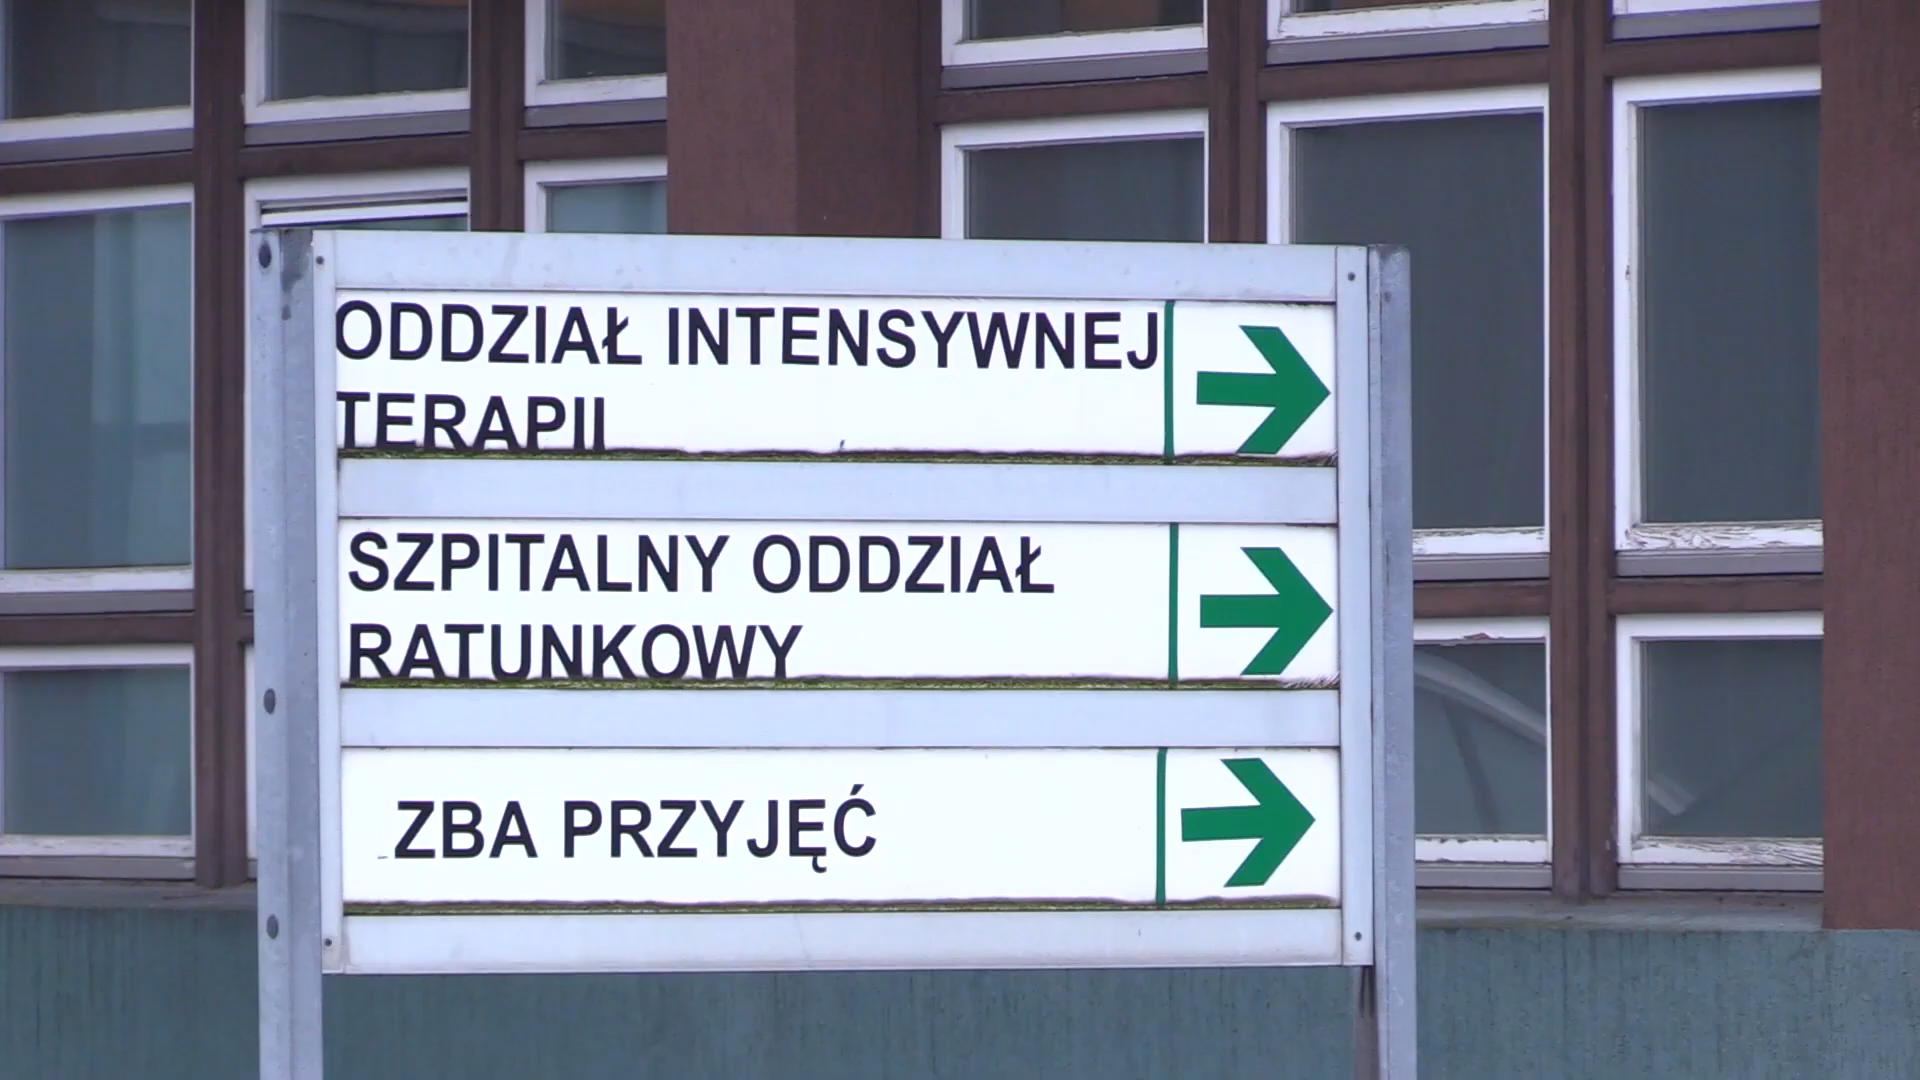 ODDZIAŁ INTENSYWNEJ
TERAPII
SZPITALNY ODDZIAŁ
RATUNKOWY
ZBA PRZYJĘĆ